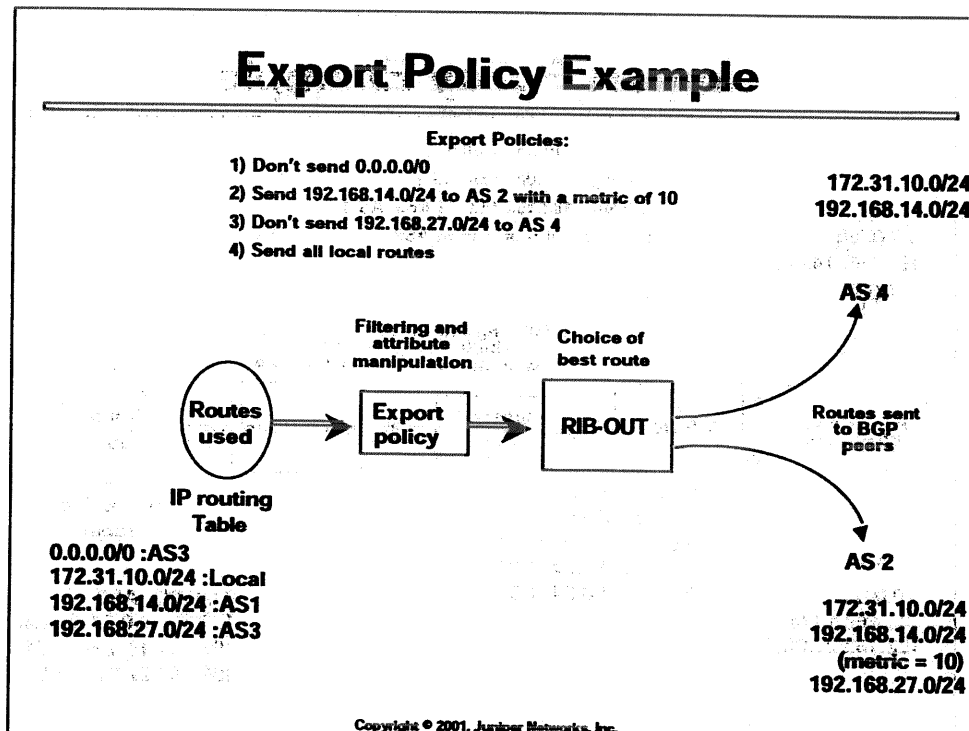 Export Policy Example
Export Policies:
1) Don't send 0.0.0.0/0
2) Send 192.168.14.0/24 to AS 2 with a metric of 10
3) Don't send 192.168.27.0/24 to AS 4
4) Send all local routes
172.31.10.0/24
192.168.14.0/24
AS 4
Filtering and
attribute
manipulation
Choice of
best route
Routes
used
Export
policy
RIB-OUT
Routes sent
to BGP
peers
IP routing
Table
0.0.0.0/0 :AS3
172.31.10.0/24 :Local
192.168.14.0/24 :AS1
192.168.27.0/24 :AS3
AS 2
172.31.10.0/24
192.168.14.0/24
(metric = 10)
192.168.27.0/24
Copyright © 2001, Juniper Networks, Inc.